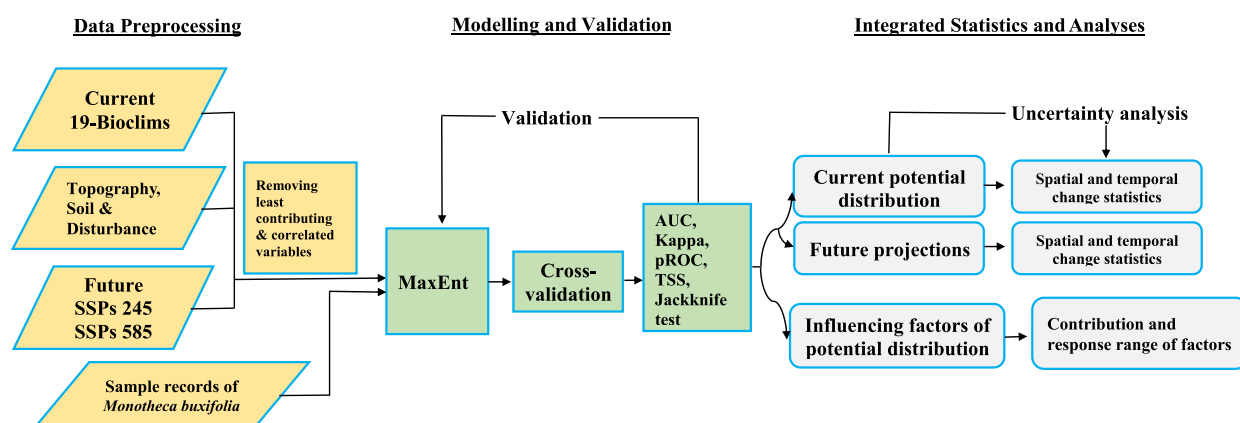 Data Preprocessing
Current
19-Bioclims
Topography,
Soil &
Disturbance
Future
SSPs 245
SSPs 585
Sample records of
Monotheca buxifolia
Removing
least
contributing
& correlated
variables
Modelling and Validation
Validation
MaxEnt
Cross-
validation
AUC,
Kappa,
pROC,
TSS,
Jackknife
test
Integrated Statistics and Analyses
Uncertainty analysis
Current potential
distribution
Spatial and temporal
change statistics
Future projections
Spatial and temporal
change statistics
Influencing factors of
potential distribution
Contribution and
response range of factors